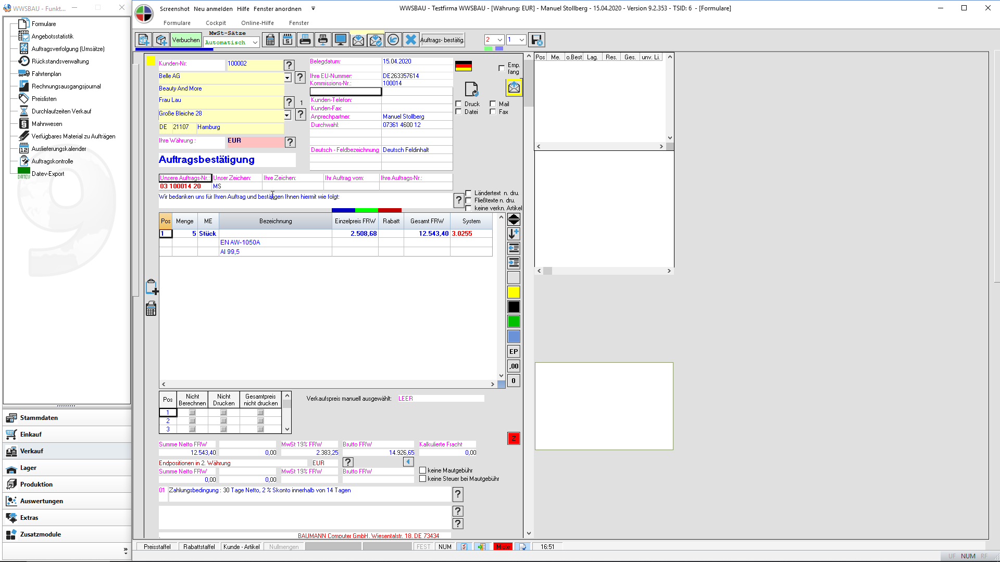 WWSBAU - Funkt...
Screenshot Neu anmelden Hilfe Fenster anordnen
WWSBAU - Testfirma WWSBAU - [Währung: EUR] - Manuel Stollberg - 15.04.2020 - Version 9.2.353 - TSID: 6 - [Formulare]
Formulare Cockpit Online-Hilfe Fenster
Formulare
Angebotsstatistik
Auftragsverfolgung (Umsätze)
Rückstandsverwaltung
Fahrtenplan
Rechnungsausgangsjournal
Preislisten
Durchlaufzeiten Verkauf
Mahnwesen
Verfügbares Material zu Aufträgen
Auslieferungskalender
Auftragskontrolle
DATEV Datev-Export
Stammdaten
Einkauf
Verkauf
Lager
Produktion
Auswertungen
Extras
Zusatzmodule
Verbuchen
MwSt-Sätze
Automatisch
Auftrags- bestätig.
2 1
Kunden-Nr: 100002 ?
Belle AG ?
Beauty And More
Frau Lau ? 1
Große Bleiche 28 ?
DE 21107 Hamburg
Ihre Währung : EUR ?
Auftragsbestätigung
Belegdatum: 15.04.2020
Ihre EU-Nummer: DE263357614
Kommissions-Nr.: 100014
Kunden-Telefon:
Kunden-Fax:
Anprechpartner: Manuel Stollberg
Durchwahl: 07361 4600 12
Deutsch - Feldbezeichnung Deutsch Feldinhalt
Emp.
fang
Druck Mail
Datei Fax
Unsere Auftrags-Nr.: Unser Zeichen: Ihre Zeichen: Ihr Auftrag vom: Ihre Auftrags-Nr.:
03 100014 20 MS
Wir bedanken uns für Ihren Auftrag und bestätigen Ihnen hiermit wie folgt:
?
Ländertext n. dru.
Fließtexte n. dru.
keine verkn. Artikel
Pos Menge ME Bezeichnung Einzelpreis FRW Rabatt Gesamt FRW System
1 5 Stück 2.508,68 12.543,40 3.0255
EN AW-1050A
Al 99,5
EP
,00
0
Z
Pos Nicht Berechnen Nicht Drucken Gesamtpreis nicht drucken
1
2
3
Verkaufspreis manuell ausgewählt: LEER
Summe Netto FRW MwSt 19% FRW Brutto FRW Kalkulierte Fracht
12.543,40 0,00 2.383,25 14.926,65 0,00
Endpositionen in 2. Währung EUR ?
Summe Netto FRW MwSt 19% FRW Brutto FRW
0,00 0,00
keine Mautgebühr
keine Steuer bei Mautgebühr
01 Zahlungsbedingung : 30 Tage Netto, 2 % Skonto innerhalb von 14 Tagen ?
?
?
BAUMANN Computer GmbH, Wiesentalstr. 18, DE 73434
Pos Me. o.Best Lag. Res. Ges. unv. Li.
Preisstaffel Rabattstaffel Kunde - Artikel Nullmengen FEST NUM Miete 16:51
UF NUM RF